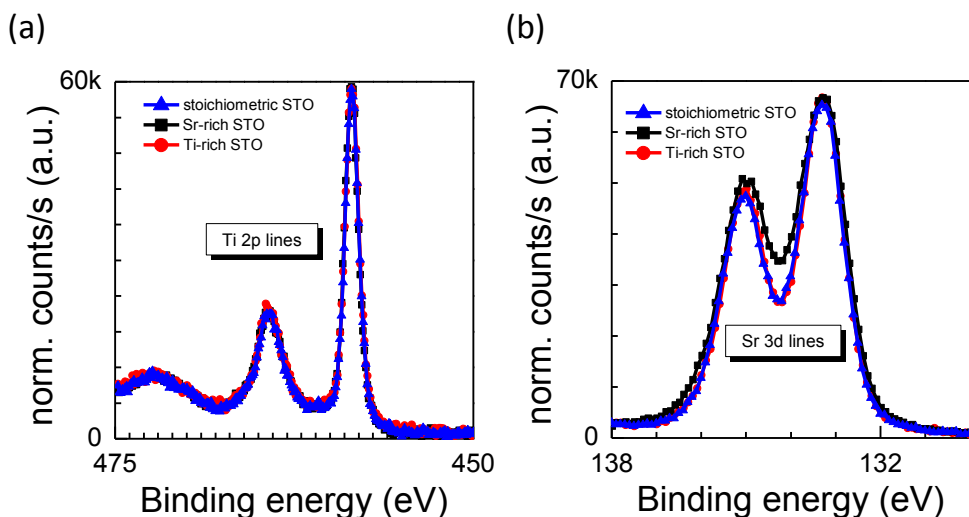 (a)
(b)
60k
stoichiometric STO
Sr-rich STO
Ti-rich STO
Ti 2p lines
norm. counts/s (a.u.)
0
475
450
Binding energy (eV)
70k
stoichiometric STO
Sr-rich STO
Ti-rich STO
Sr 3d lines
norm. counts/s (a.u.)
0
138
132
Binding energy (eV)